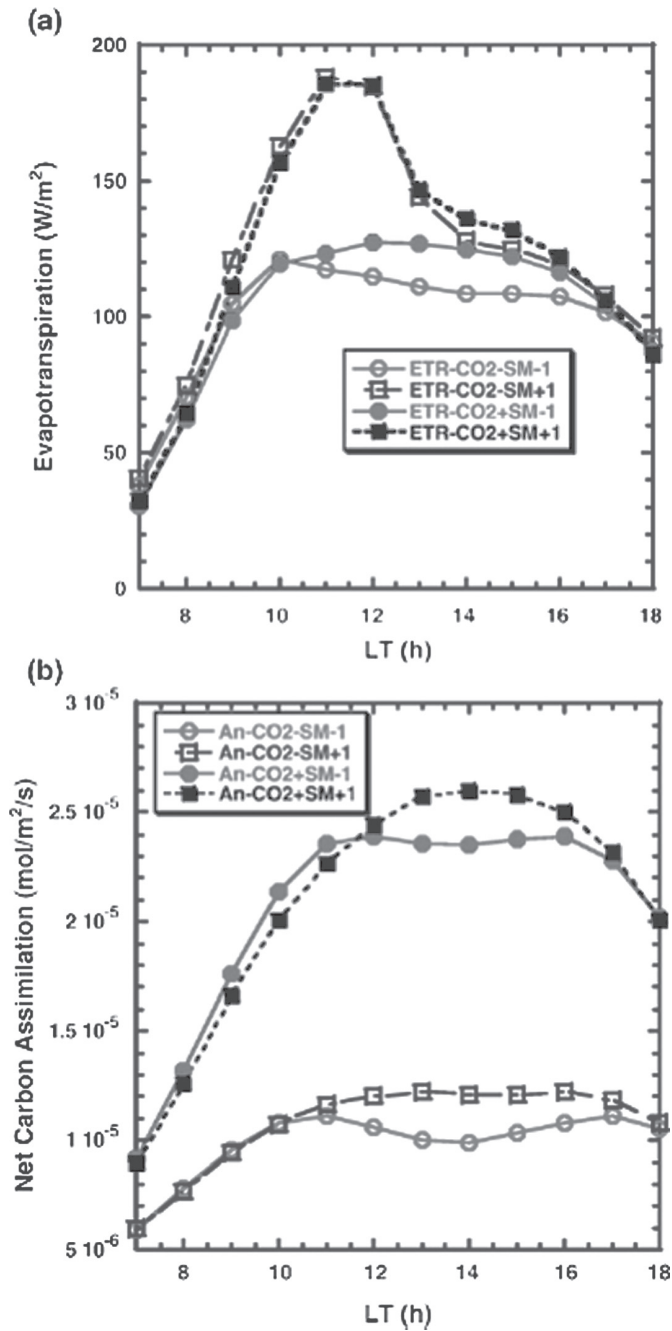 (a)
200
150
100
50
0
Evapotranspiration (W/m²)
ETR-CO2-SM-1
ETR-CO2-SM+1
ETR-CO2+SM-1
ETR-CO2+SM+1
8 10 12 14 16 18
LT (h)
(b)
3 10⁻⁵
2.5 10⁻⁵
2 10⁻⁵
1.5 10⁻⁵
1 10⁻⁵
5 10⁻⁶
Net Carbon Assimilation (mol/m²/s)
An-CO2-SM-1
An-CO2-SM+1
An-CO2+SM-1
An-CO2+SM+1
8 10 12 14 16 18
LT (h)